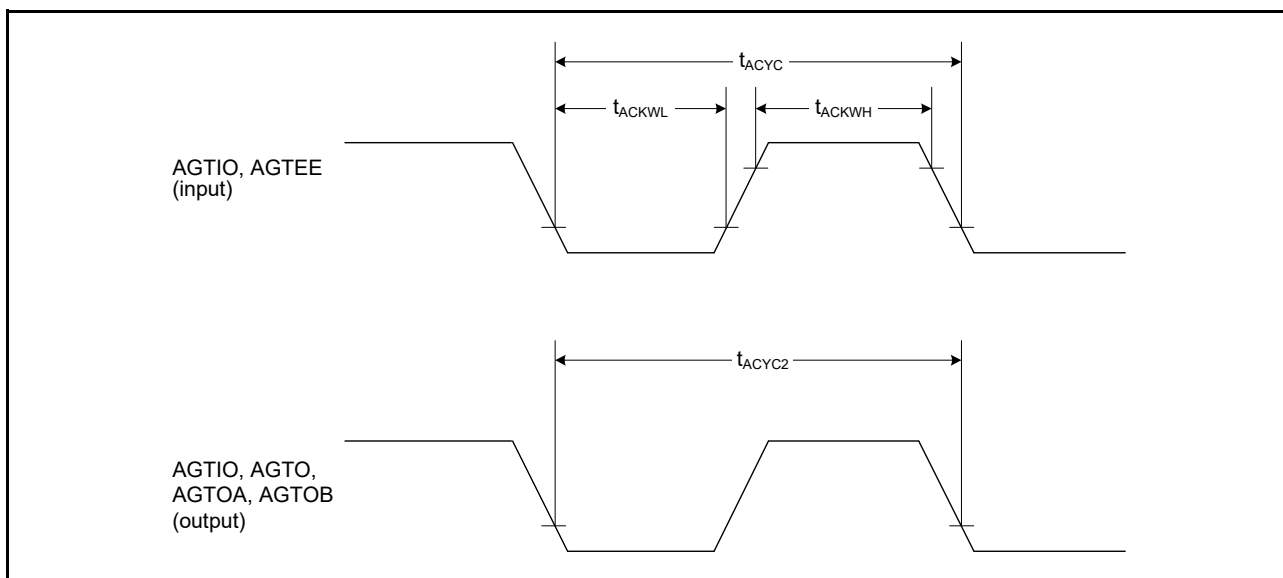 tACYC
tACKWL
tACKWH
AGTIO, AGTEE
(input)
tACYC2
AGTIO, AGTO,
AGTOA, AGTOB
(output)